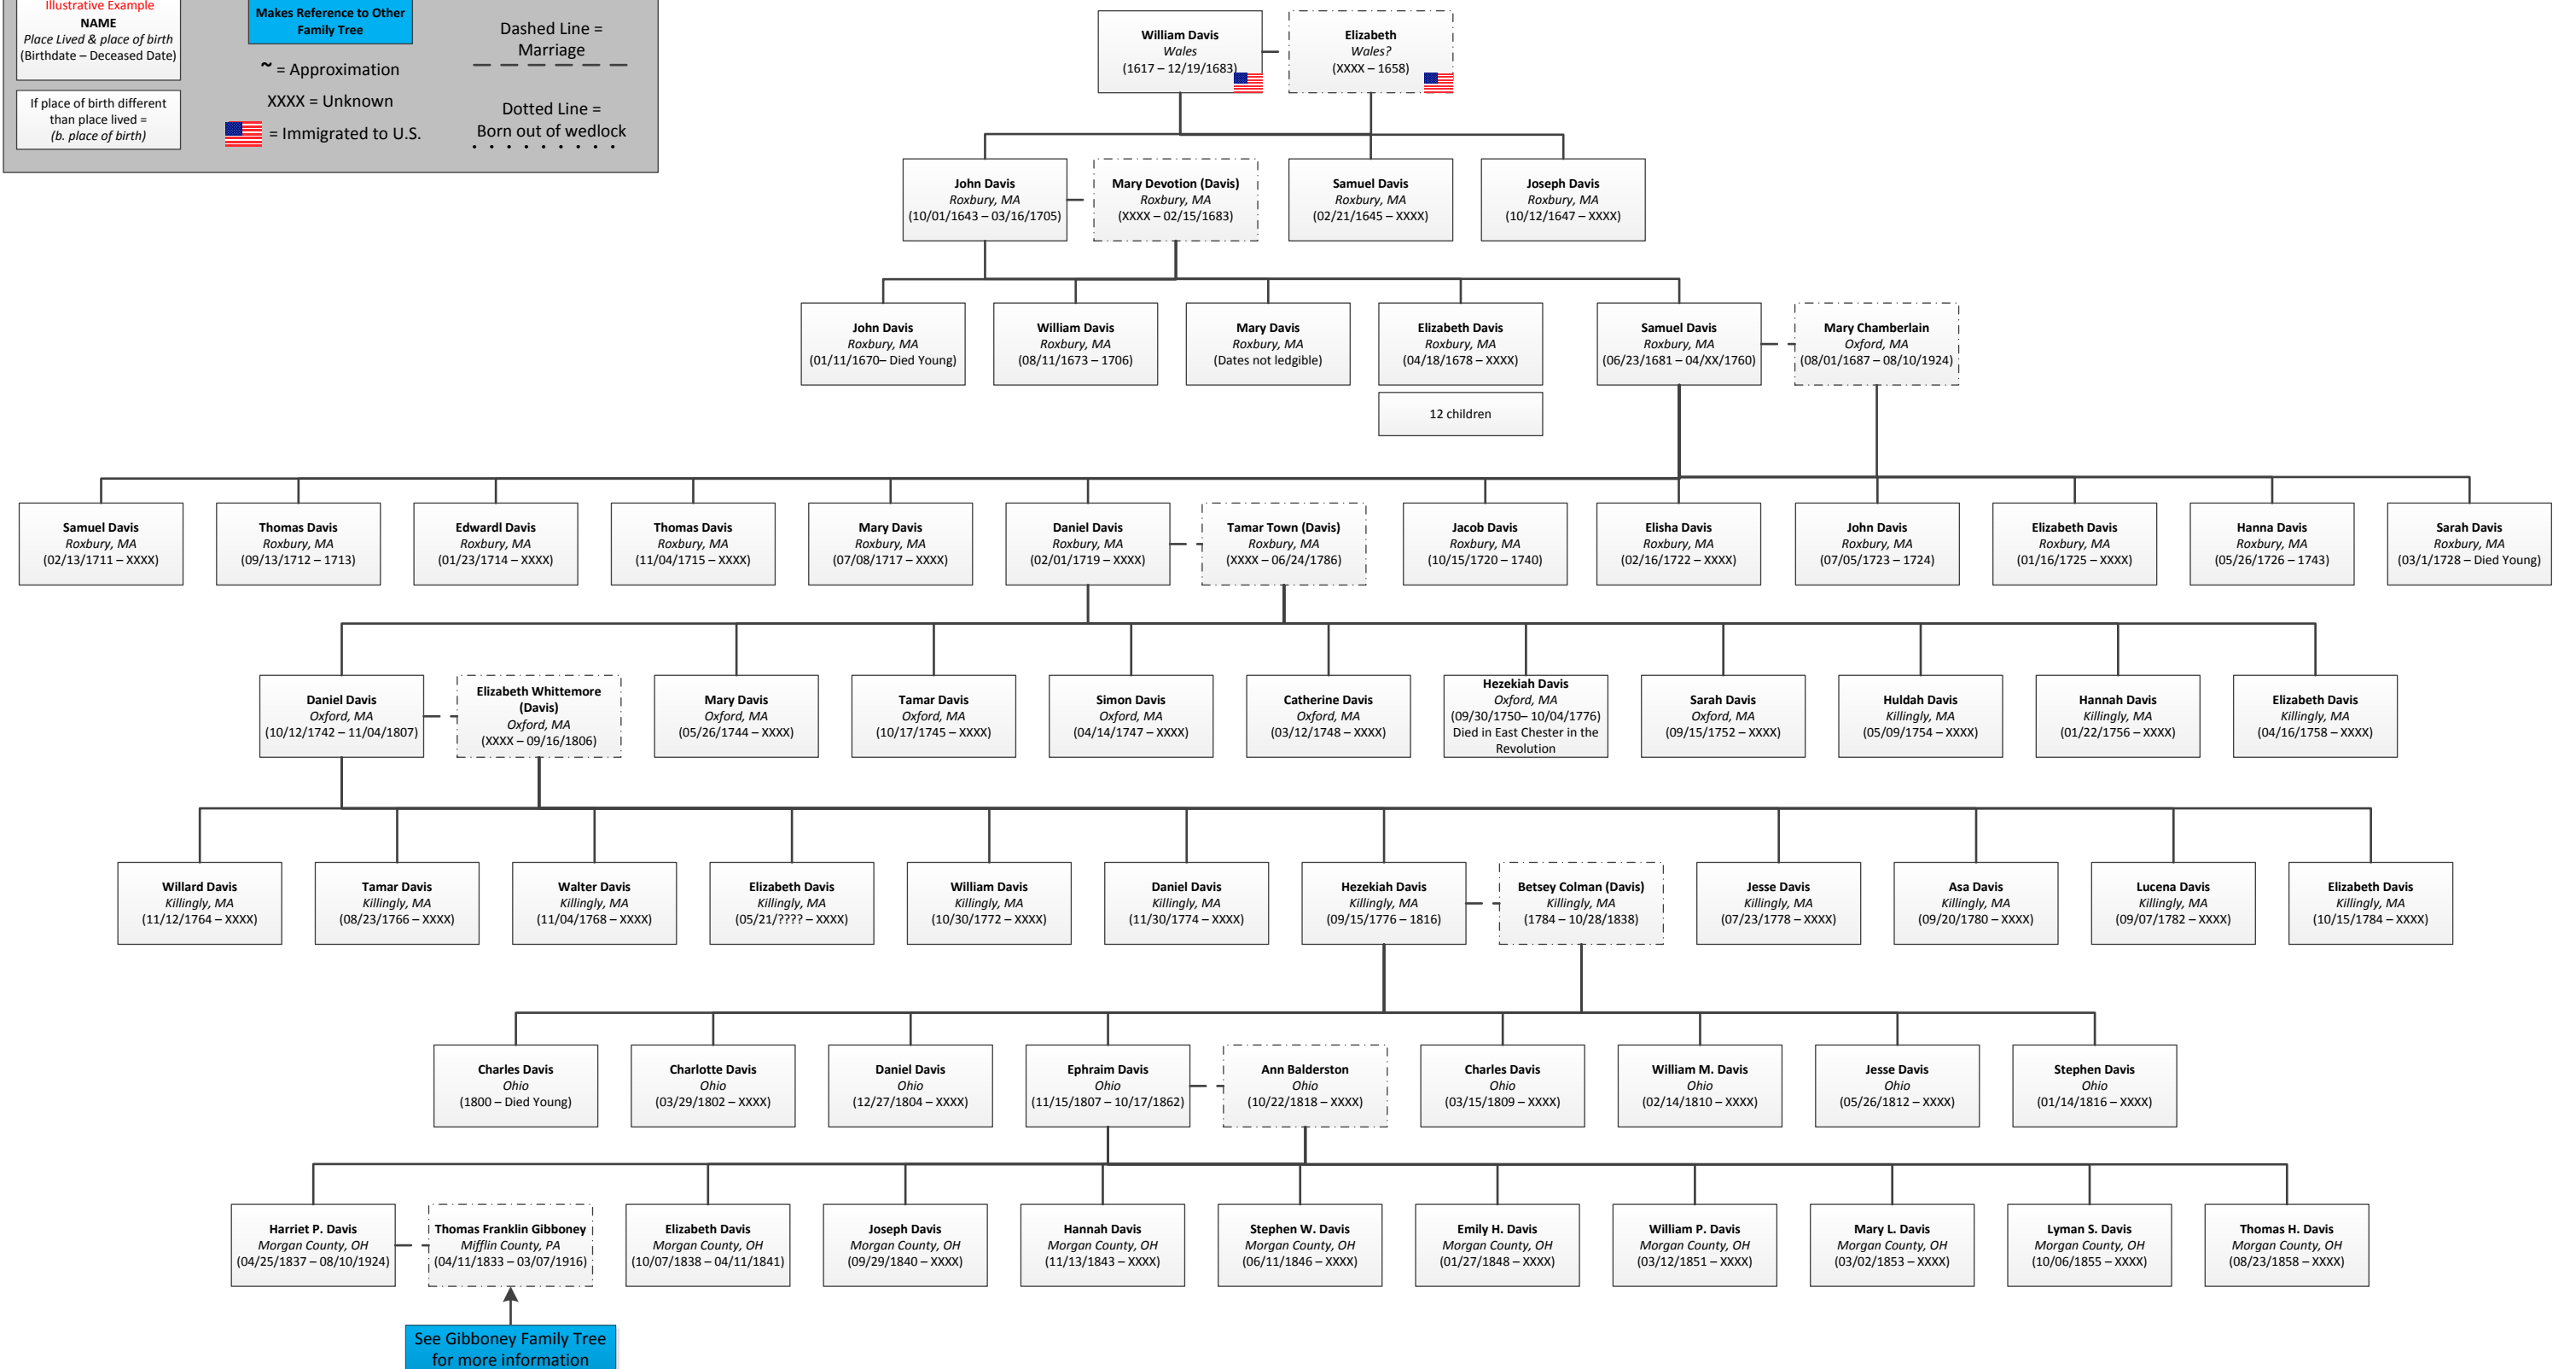 Illustrative Example
NAME
Place Lived & place of birth
(Birthdate – Deceased Date)
If place of birth different
than place lived =
(b. place of birth)
Makes Reference to Other
Family Tree
~ = Approximation
XXXX = Unknown
= Immigrated to U.S.
Dashed Line =
Marriage
Dotted Line =
Born out of wedlock
William Davis
Wales
(1617 – 12/19/1683)
Elizabeth
Wales?
(XXXX – 1658)
John Davis
Roxbury, MA
(10/01/1643 – 03/16/1705)
Mary Devotion (Davis)
Roxbury, MA
(XXXX – 02/15/1683)
Samuel Davis
Roxbury, MA
(02/21/1645 – XXXX)
Joseph Davis
Roxbury, MA
(10/12/1647 – XXXX)
John Davis
Roxbury, MA
(01/11/1670– Died Young)
William Davis
Roxbury, MA
(08/11/1673 – 1706)
Mary Davis
Roxbury, MA
(Dates not ledgible)
Elizabeth Davis
Roxbury, MA
(04/18/1678 – XXXX)
12 children
Samuel Davis
Roxbury, MA
(06/23/1681 – 04/XX/1760)
Mary Chamberlain
Oxford, MA
(08/01/1687 – 08/10/1924)
Samuel Davis
Roxbury, MA
(02/13/1711 – XXXX)
Thomas Davis
Roxbury, MA
(09/13/1712 – 1713)
Edwardl Davis
Roxbury, MA
(01/23/1714 – XXXX)
Thomas Davis
Roxbury, MA
(11/04/1715 – XXXX)
Mary Davis
Roxbury, MA
(07/08/1717 – XXXX)
Daniel Davis
Roxbury, MA
(02/01/1719 – XXXX)
Tamar Town (Davis)
Roxbury, MA
(XXXX – 06/24/1786)
Jacob Davis
Roxbury, MA
(10/15/1720 – 1740)
Elisha Davis
Roxbury, MA
(02/16/1722 – XXXX)
John Davis
Roxbury, MA
(07/05/1723 – 1724)
Elizabeth Davis
Roxbury, MA
(01/16/1725 – XXXX)
Hanna Davis
Roxbury, MA
(05/26/1726 – 1743)
Sarah Davis
Roxbury, MA
(03/1/1728 – Died Young)
Daniel Davis
Oxford, MA
(10/12/1742 – 11/04/1807)
Elizabeth Whittemore
(Davis)
Oxford, MA
(XXXX – 09/16/1806)
Mary Davis
Oxford, MA
(05/26/1744 – XXXX)
Tamar Davis
Oxford, MA
(10/17/1745 – XXXX)
Simon Davis
Oxford, MA
(04/14/1747 – XXXX)
Catherine Davis
Oxford, MA
(03/12/1748 – XXXX)
Hezekiah Davis
Oxford, MA
(09/30/1750– 10/04/1776)
Died in East Chester in the
Revolution
Sarah Davis
Oxford, MA
(09/15/1752 – XXXX)
Huldah Davis
Killingly, MA
(05/09/1754 – XXXX)
Hannah Davis
Killingly, MA
(01/22/1756 – XXXX)
Elizabeth Davis
Killingly, MA
(04/16/1758 – XXXX)
Willard Davis
Killingly, MA
(11/12/1764 – XXXX)
Tamar Davis
Killingly, MA
(08/23/1766 – XXXX)
Walter Davis
Killingly, MA
(11/04/1768 – XXXX)
Elizabeth Davis
Killingly, MA
(05/21/???? – XXXX)
William Davis
Killingly, MA
(10/30/1772 – XXXX)
Daniel Davis
Killingly, MA
(11/30/1774 – XXXX)
Hezekiah Davis
Killingly, MA
(09/15/1776 – 1816)
Betsey Colman (Davis)
Killingly, MA
(1784 – 10/28/1838)
Jesse Davis
Killingly, MA
(07/23/1778 – XXXX)
Asa Davis
Killingly, MA
(09/20/1780 – XXXX)
Lucena Davis
Killingly, MA
(09/07/1782 – XXXX)
Elizabeth Davis
Killingly, MA
(10/15/1784 – XXXX)
Charles Davis
Ohio
(1800 – Died Young)
Charlotte Davis
Ohio
(03/29/1802 – XXXX)
Daniel Davis
Ohio
(12/27/1804 – XXXX)
Ephraim Davis
Ohio
(11/15/1807 – 10/17/1862)
Ann Balderston
Ohio
(10/22/1818 – XXXX)
Charles Davis
Ohio
(03/15/1809 – XXXX)
William M. Davis
Ohio
(02/14/1810 – XXXX)
Jesse Davis
Ohio
(05/26/1812 – XXXX)
Stephen Davis
Ohio
(01/14/1816 – XXXX)
Harriet P. Davis
Morgan County, OH
(04/25/1837 – 08/10/1924)
Thomas Franklin Gibboney
Mifflin County, PA
(04/11/1833 – 03/07/1916)
Elizabeth Davis
Morgan County, OH
(10/07/1838 – 04/11/1841)
Joseph Davis
Morgan County, OH
(09/29/1840 – XXXX)
Hannah Davis
Morgan County, OH
(11/13/1843 – XXXX)
Stephen W. Davis
Morgan County, OH
(06/11/1846 – XXXX)
Emily H. Davis
Morgan County, OH
(01/27/1848 – XXXX)
William P. Davis
Morgan County, OH
(03/12/1851 – XXXX)
Mary L. Davis
Morgan County, OH
(03/02/1853 – XXXX)
Lyman S. Davis
Morgan County, OH
(10/06/1855 – XXXX)
Thomas H. Davis
Morgan County, OH
(08/23/1858 – XXXX)
See Gibboney Family Tree
for more information